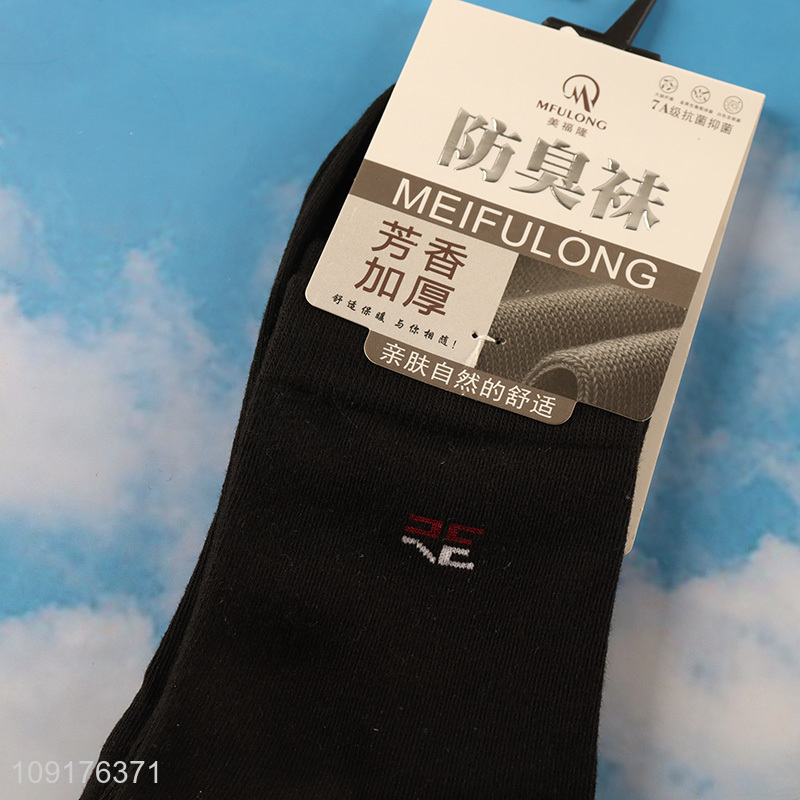 MFULONG
美福隆
7A级抗菌抑菌
防臭袜
MEIFULONG
芳香
加厚
舒适保暖 与你相随!
亲肤自然的舒适
109176371